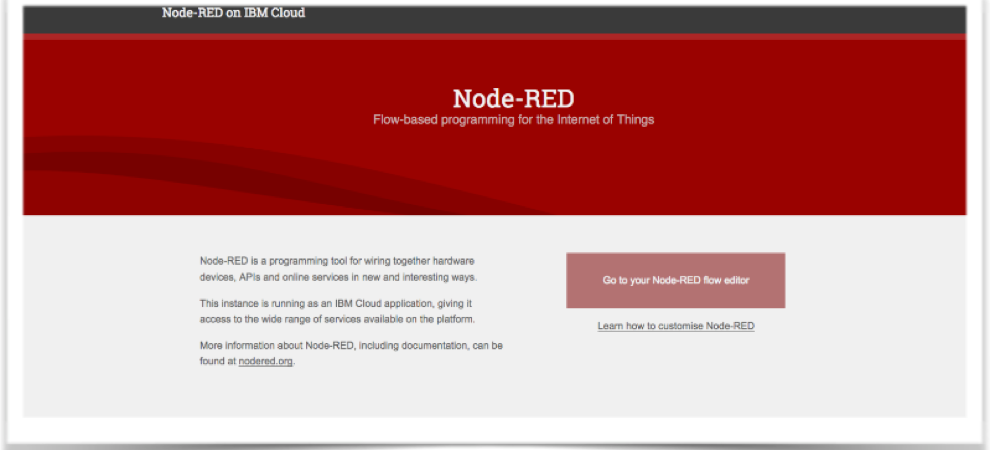 Node-RED on IBM Cloud
Node-RED
Flow-based programming for the Internet of Things
Node-RED is a programming tool for wiring together hardware
devices, APIs and online services in new and interesting ways.
This instance is running as an IBM Cloud application, giving it
access to the wide range of services available on the platform.
More information about Node-RED, including documentation, can be
found at nodered.org.
Go to your Node-RED flow editor
Learn how to customise Node-RED